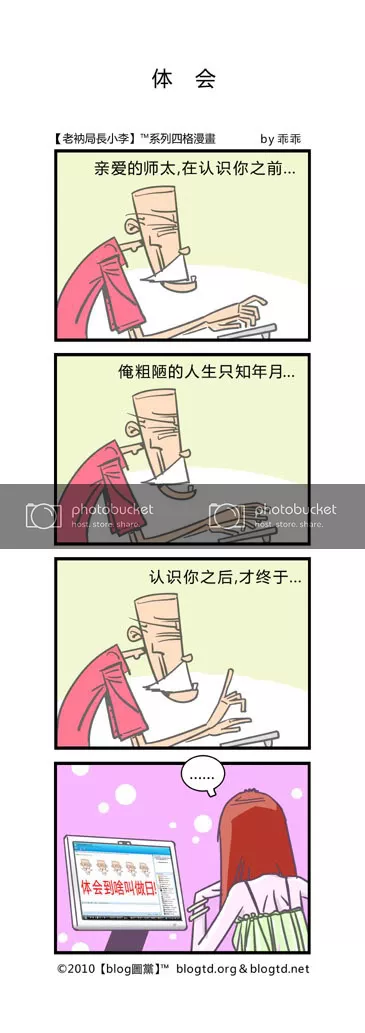 体 会
【老衲局長小李】™系列四格漫畫 by 乖乖
亲爱的师太,在认识你之前...
俺粗陋的人生只知年月...
photobucket photobucket
host. store. share. host. store. share.
认识你之后,才终于...
......
体会到啥叫做日!
©2010【blog圖黨】™ blogtd.org & blogtd.net